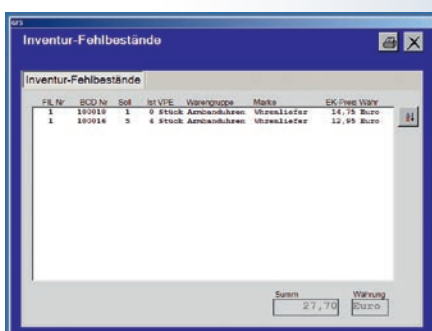 Inventur-Fehlbestände
Inventur-Fehlbestände
FIL Nr BCD Nr Soll Ist VPE Warengruppe Marke EK-Preis Währ
1 100010 1 0 Stück Armbanduhren Uhrenliefer 14,75 Euro
1 100016 5 4 Stück Armbanduhren Uhrenliefer 12,95 Euro
Summ Währung
27,70 Euro